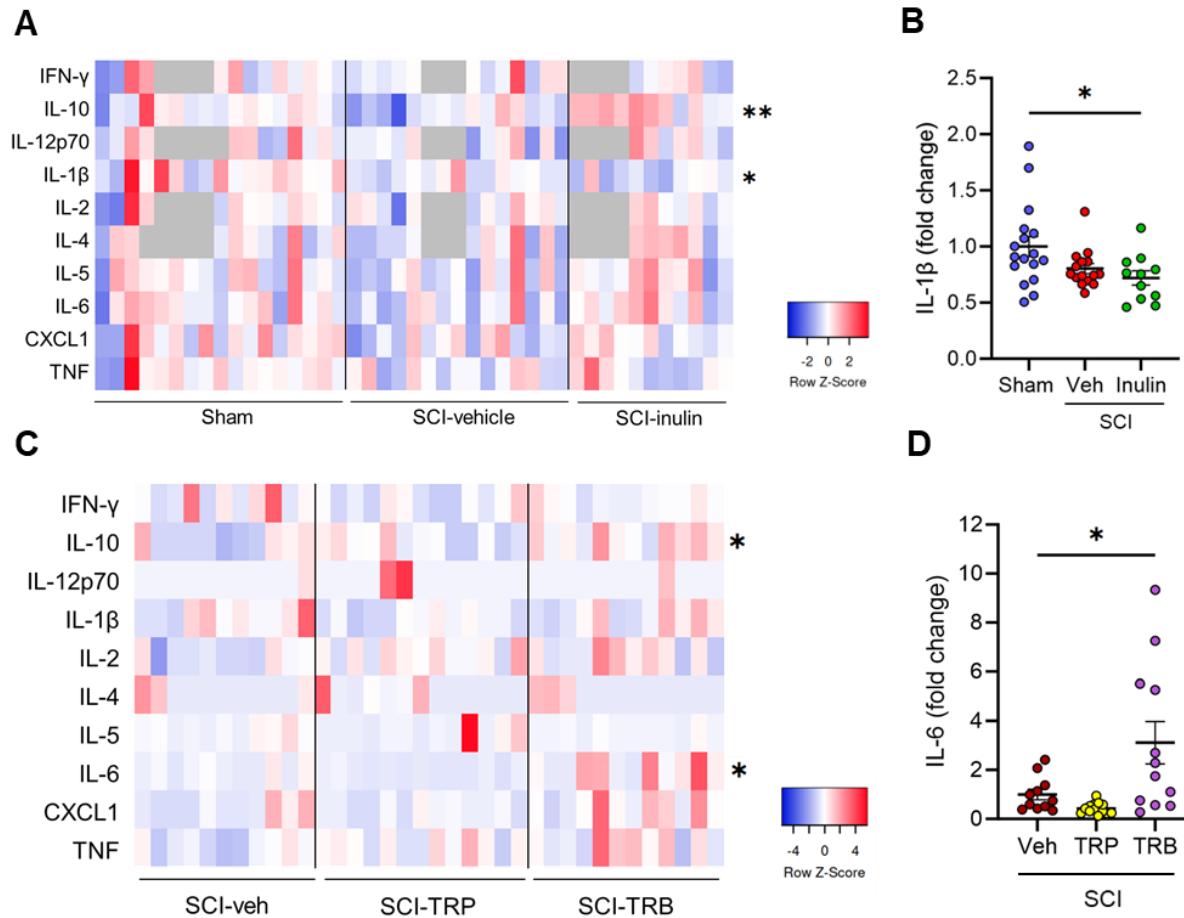 A
IFN-γ
IL-10
**
IL-12p70
IL-1β
*
IL-2
IL-4
IL-5
IL-6
CXCL1
TNF
Sham
SCI-vehicle
SCI-inulin
-2 0 2
Row Z-Score
B
IL-1β (fold change)
2.5
2.0
1.5
1.0
0.5
0.0
*
Sham Veh Inulin
SCI
C
IFN-γ
IL-10
*
IL-12p70
IL-1β
IL-2
IL-4
IL-5
IL-6
*
CXCL1
TNF
SCI-veh
SCI-TRP
SCI-TRB
-4 -2 0 2 4
Row Z-Score
D
IL-6 (fold change)
12
10
8
6
4
2
0
*
Veh TRP TRB
SCI